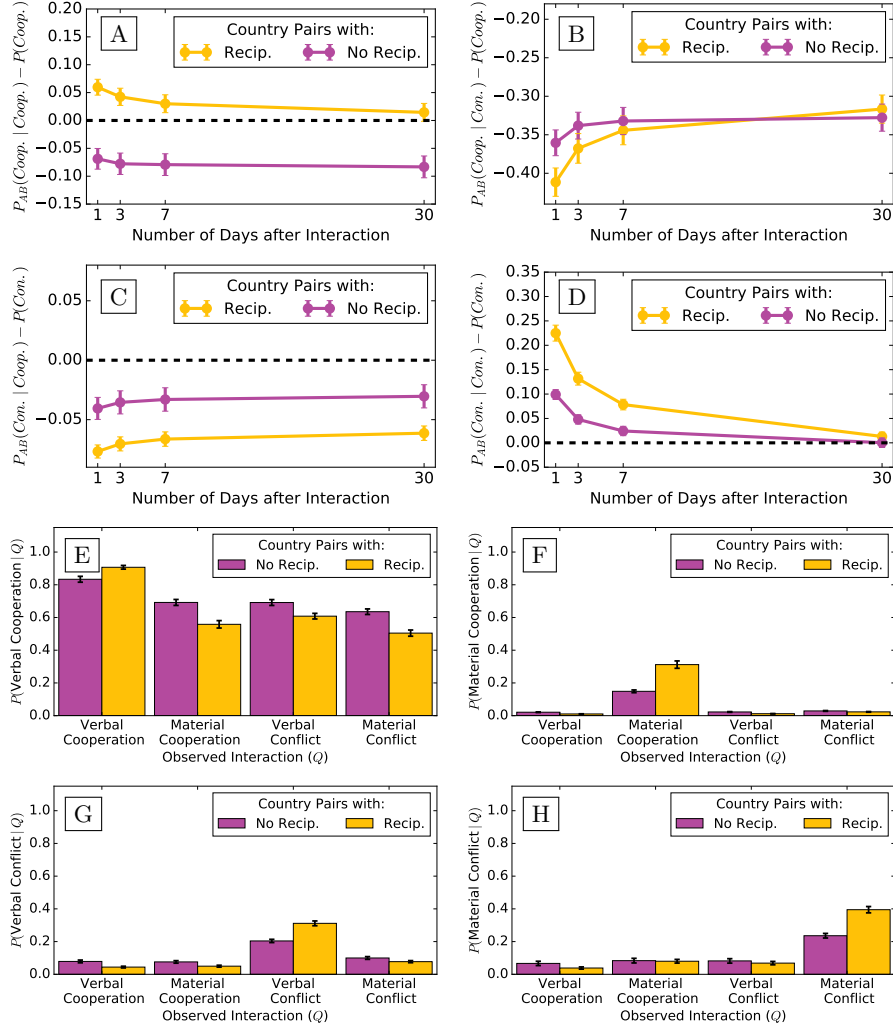 A
Country Pairs with:
Recip. No Recip.
P_AB(Coop. | Coop.) − P(Coop.)
0.20
0.15
0.10
0.05
0.00
−0.05
−0.10
−0.15
1 3 7 30
Number of Days after Interaction
B
Country Pairs with:
Recip. No Recip.
P_AB(Coop. | Con.) − P(Coop.)
−0.20
−0.25
−0.30
−0.35
−0.40
1 3 7 30
Number of Days after Interaction
C
Country Pairs with:
Recip. No Recip.
P_AB(Con. | Coop.) − P(Con.)
0.05
0.00
−0.05
1 3 7 30
Number of Days after Interaction
D
Country Pairs with:
Recip. No Recip.
P_AB(Con. | Con.) − P(Con.)
0.35
0.30
0.25
0.20
0.15
0.10
0.05
0.00
−0.05
1 3 7 30
Number of Days after Interaction
E
Country Pairs with:
No Recip. Recip.
P(Verbal Cooperation|Q)
1.0
0.8
0.6
0.4
0.2
0.0
Verbal Material Verbal Material
Cooperation Cooperation Conflict Conflict
Observed Interaction (Q)
F
Country Pairs with:
No Recip. Recip.
P(Material Cooperation|Q)
1.0
0.8
0.6
0.4
0.2
0.0
Verbal Material Verbal Material
Cooperation Cooperation Conflict Conflict
Observed Interaction (Q)
G
Country Pairs with:
No Recip. Recip.
P(Verbal Conflict|Q)
1.0
0.8
0.6
0.4
0.2
0.0
Verbal Material Verbal Material
Cooperation Cooperation Conflict Conflict
Observed Interaction (Q)
H
Country Pairs with:
No Recip. Recip.
P(Material Conflict|Q)
1.0
0.8
0.6
0.4
0.2
0.0
Verbal Material Verbal Material
Cooperation Cooperation Conflict Conflict
Observed Interaction (Q)